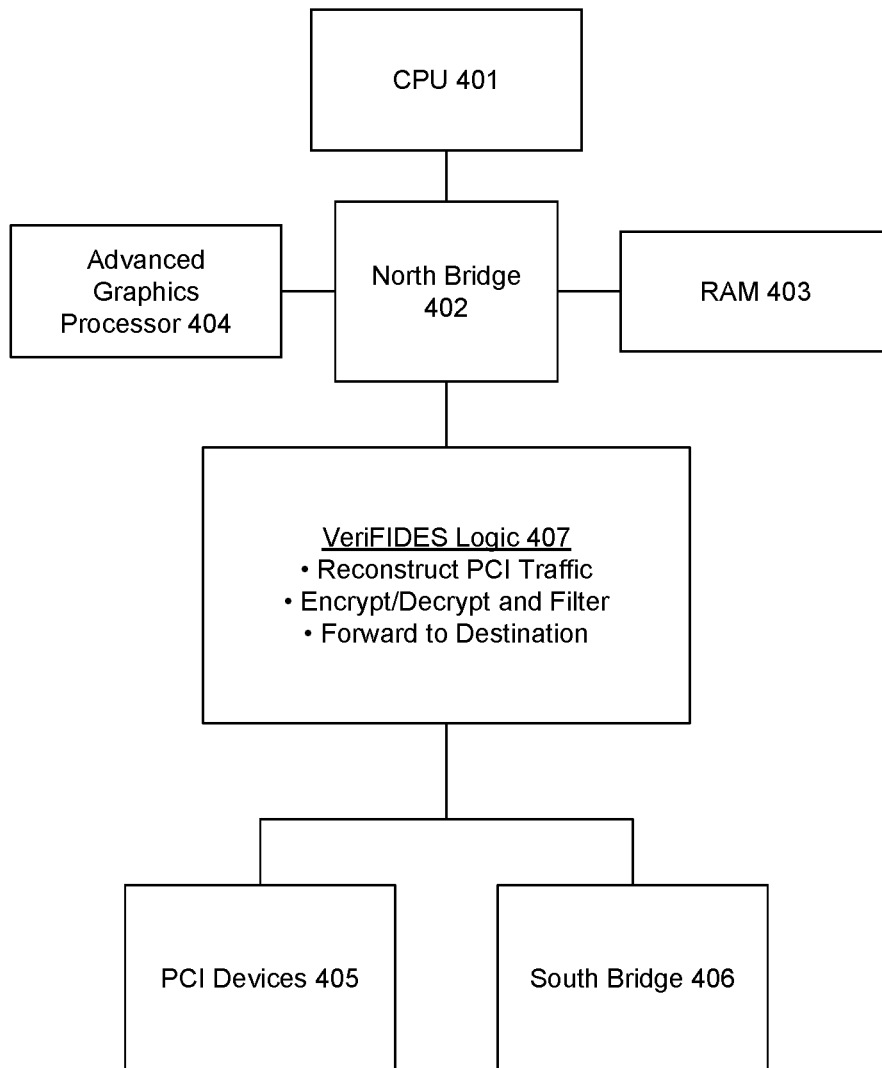 CPU 401
Advanced
Graphics
Processor 404
North Bridge
402
RAM 403
VeriFIDES Logic 407
• Reconstruct PCI Traffic
• Encrypt/Decrypt and Filter
• Forward to Destination
PCI Devices 405
South Bridge 406